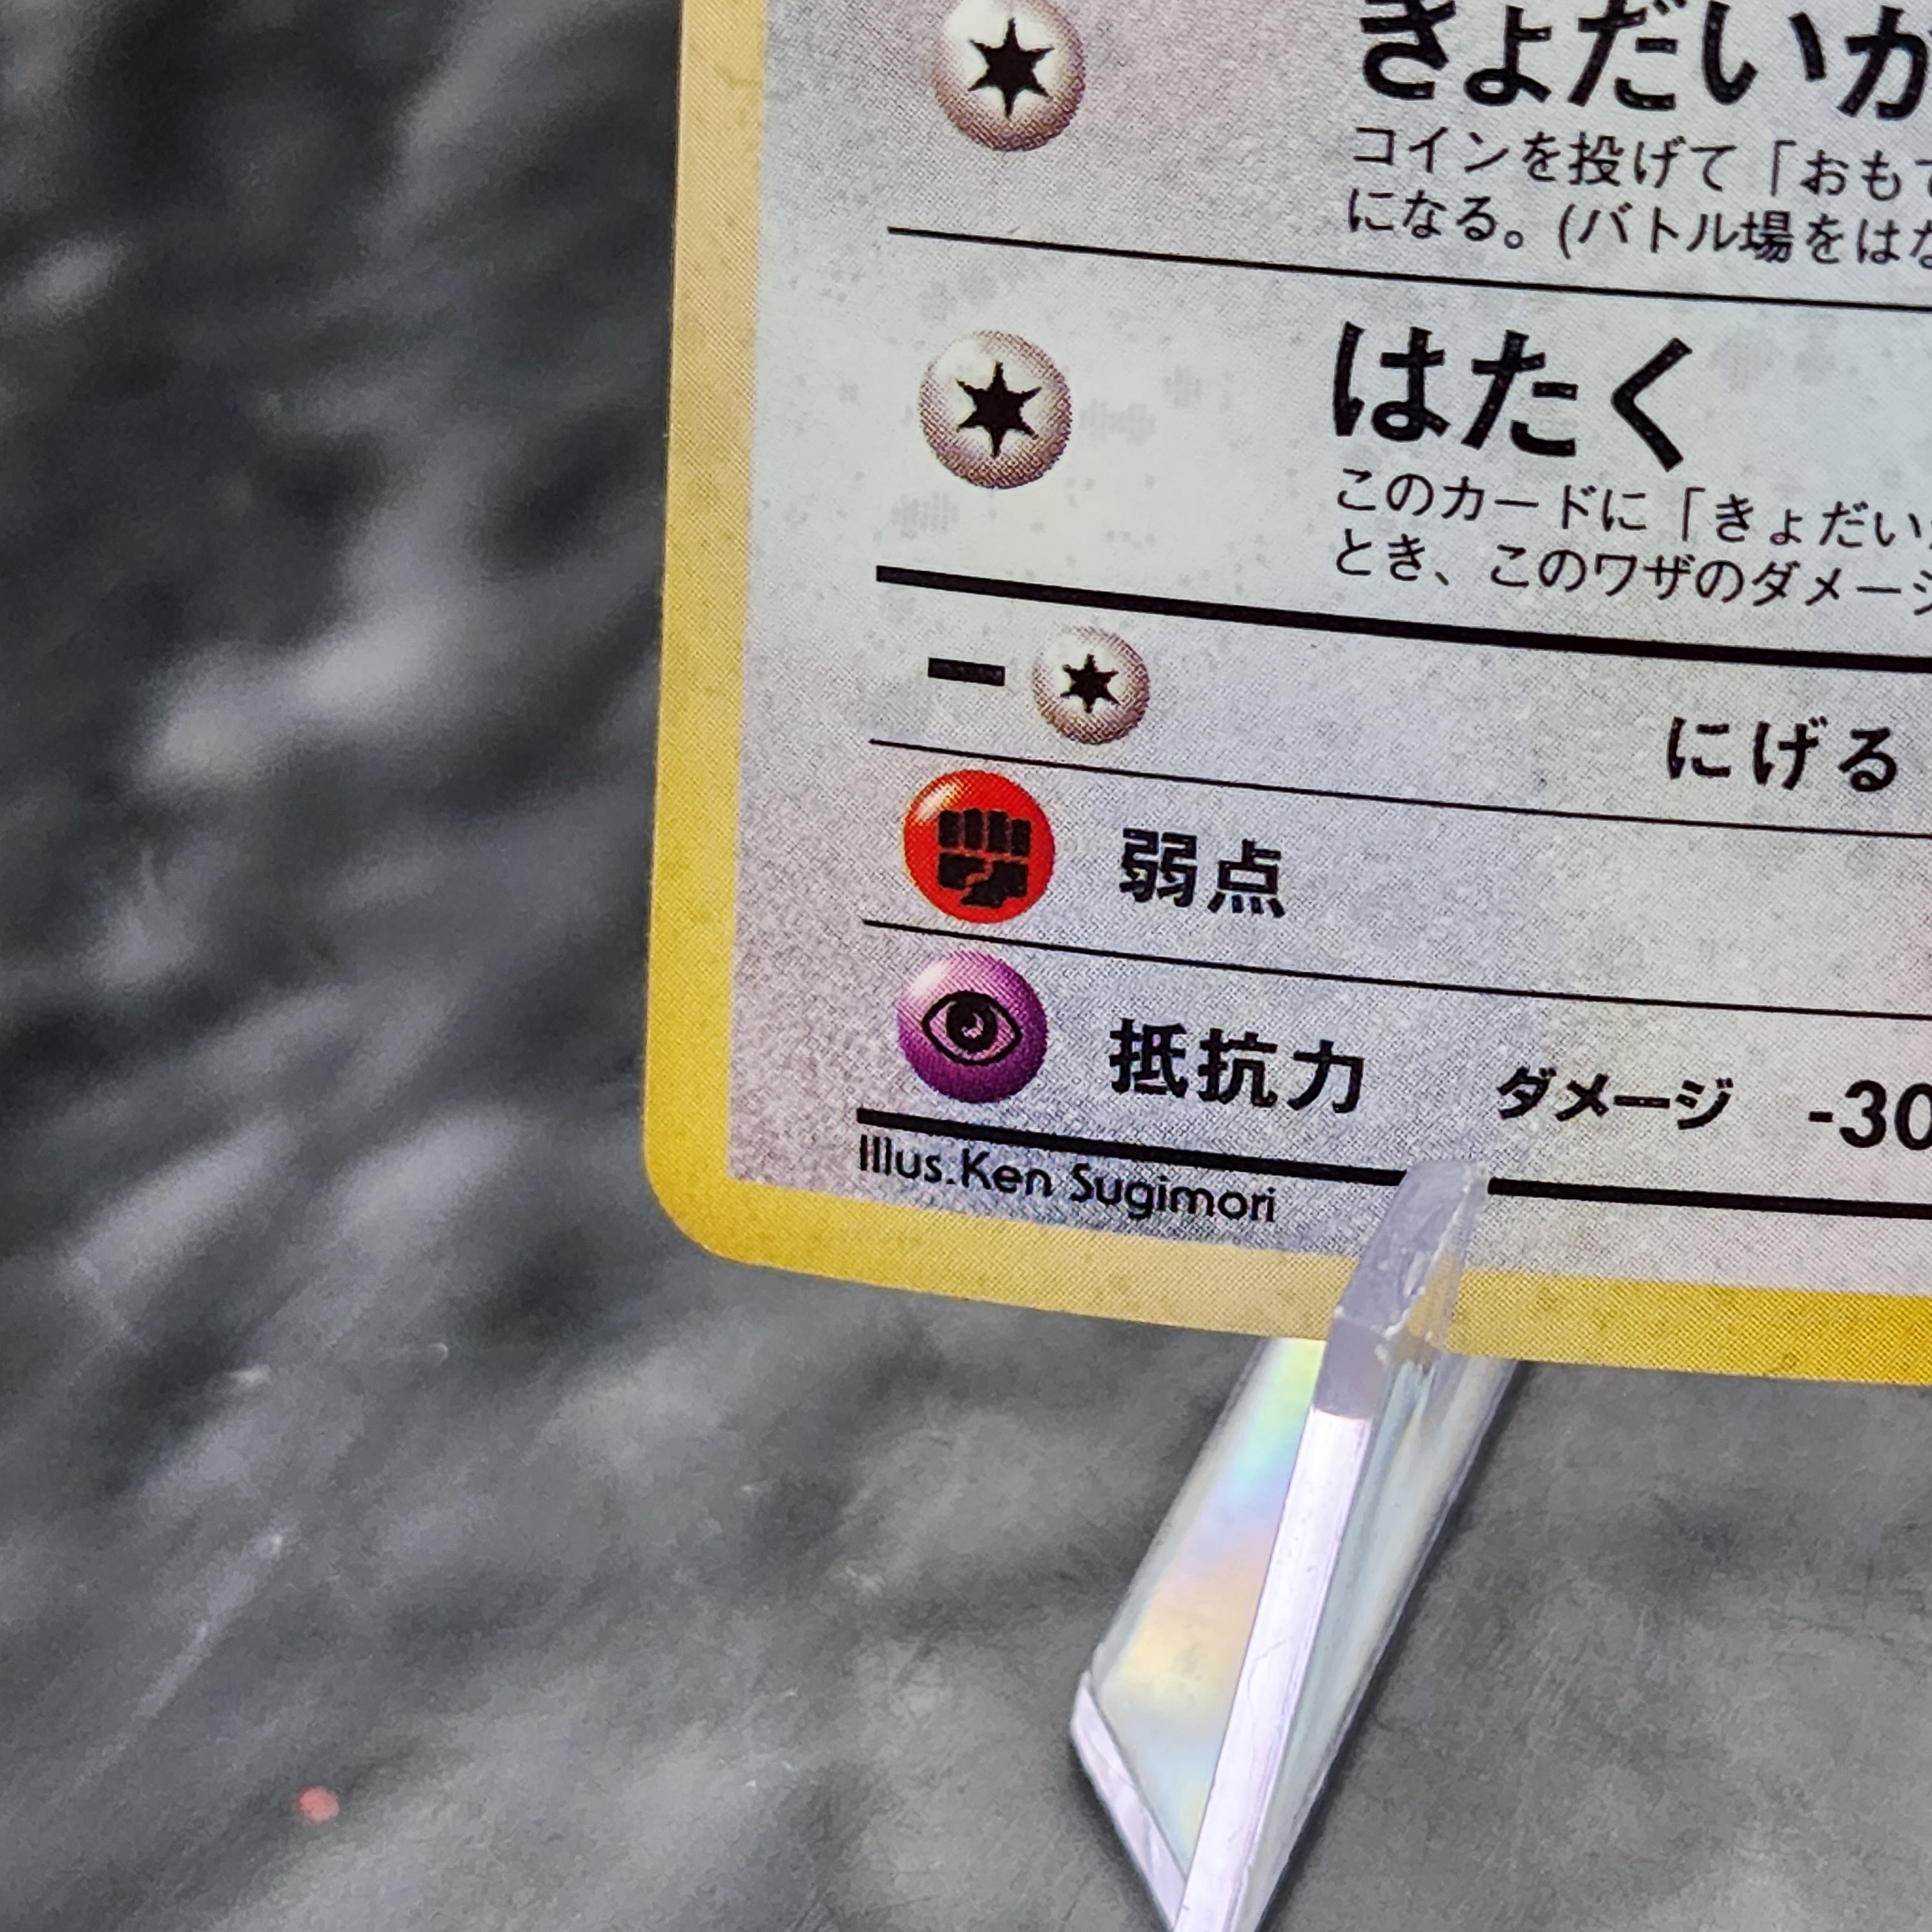 きょだいか
コインを投げて「おもて
になる。(バトル場をはな
はたく
このカードに「きょだい
とき、このワザのダメージ
− にげる
弱点
抵抗力 ダメージ -30
Illus.Ken Sugimori